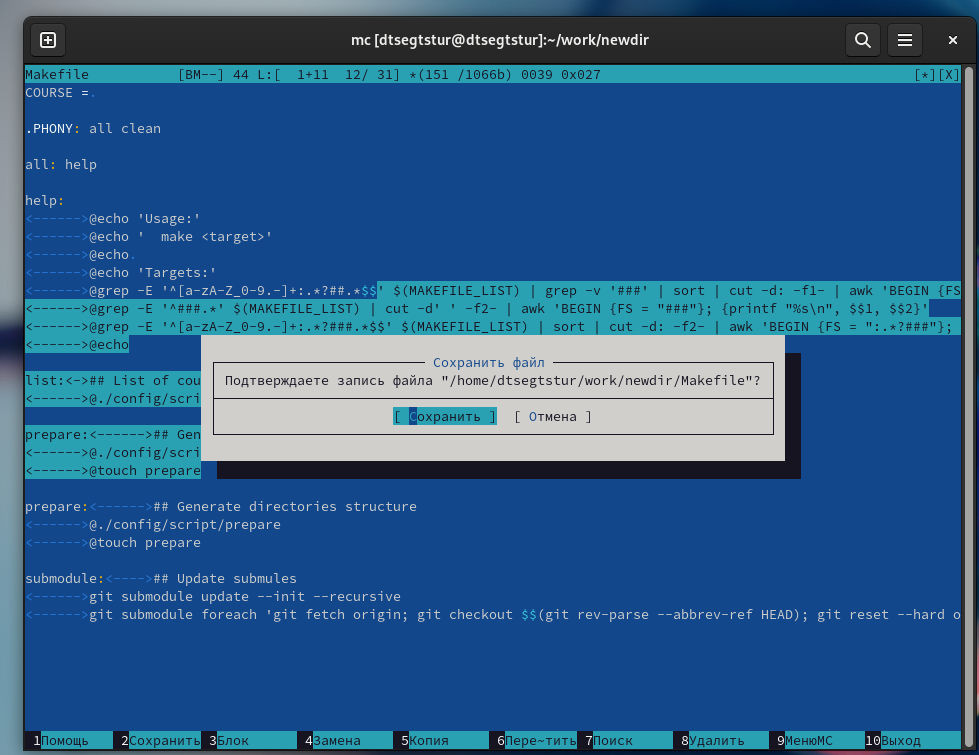 mc [dtsegtstur@dtsegtstur]:~/work/newdir
Makefile [BM--] 44 L:[ 1+11 12/ 31] *(151 /1066b) 0039 0x027 [*][X]
COURSE =.
.PHONY: all clean
all: help
help:
<------>@echo 'Usage:'
<------>@echo '  make <target>'
<------>@echo.
<------>@echo 'Targets:'
<------>@grep -E '^[a-zA-Z_0-9.-]+:.*?##.*$$' $(MAKEFILE_LIST) | grep -v '###' | sort | cut -d: -f1- | awk 'BEGIN {FS
<------>@grep -E '^###.*' $(MAKEFILE_LIST) | cut -d' ' -f2- | awk 'BEGIN {FS = "###"}; {printf "%s\n", $$1, $$2}'
<------>@grep -E '^[a-zA-Z_0-9.-]+:.*?###.*$$' $(MAKEFILE_LIST) | sort | cut -d: -f2- | awk 'BEGIN {FS = ":.*?###"};
<------>@echo
Сохранить файл
list:<->## List of cou
Подтверждаете запись файла "/home/dtsegtstur/work/newdir/Makefile"?
<------>@./config/scri
[ Сохранить ] [ Отмена ]
prepare:<------>## Gen
<------>@./config/scri
<------>@touch prepare
prepare:<------>## Generate directories structure
<------>@./config/script/prepare
<------>@touch prepare
submodule:<---->## Update submules
<------>git submodule update --init --recursive
<------>git submodule foreach 'git fetch origin; git checkout $$(git rev-parse --abbrev-ref HEAD); git reset --hard o
1Помощь 2Сохранить 3Блок 4Замена 5Копия 6Пере~тить 7Поиск 8Удалить 9МенюМС 10Выход